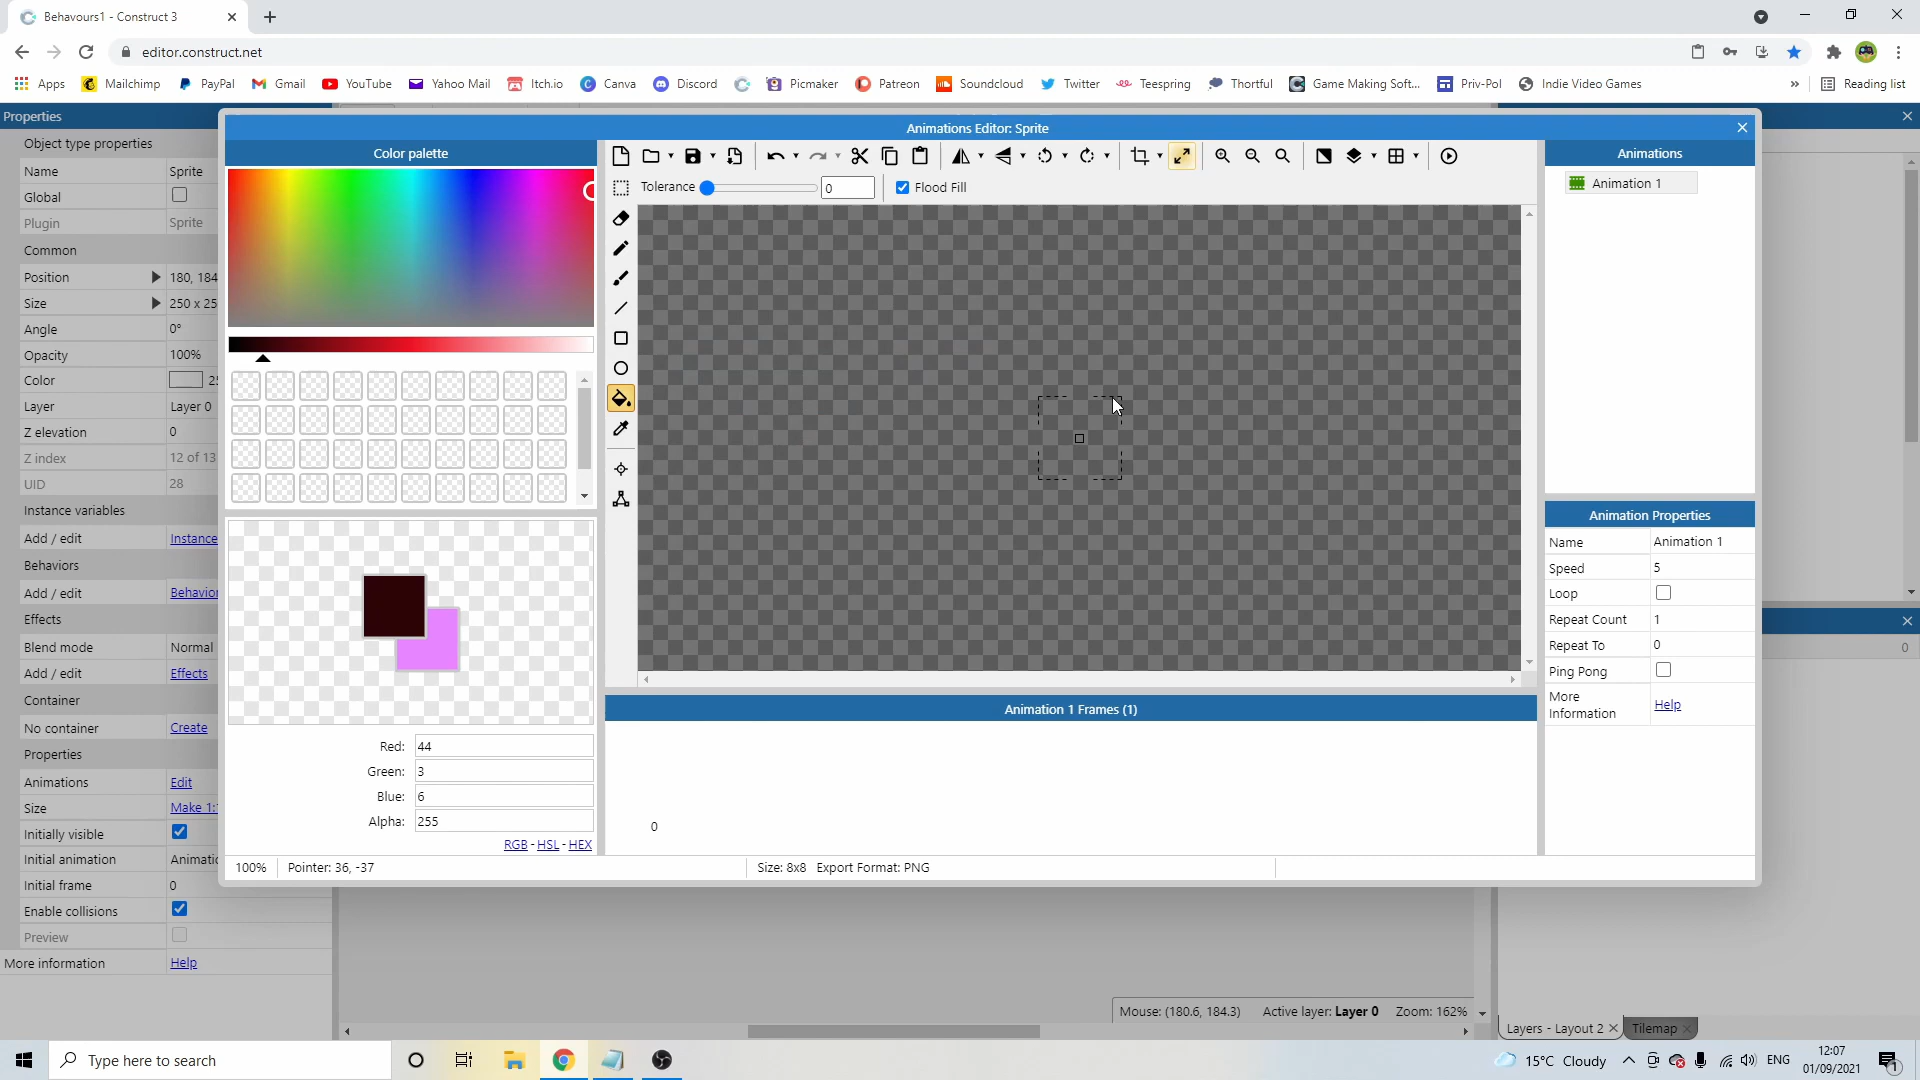 Behavours1 - Construct 3
editor.construct.net
Apps Mailchimp PayPal Gmail YouTube Yahoo Mail Itch.io Canva Discord Picmaker Patreon Soundcloud Twitter Teespring Thortful Game Making Soft... Priv-Pol Indie Video Games » Reading list
Properties
Object type properties
Name Sprite
Global
Plugin Sprite
Common
Position 180, 184
Size 250 x 25
Angle 0°
Opacity 100%
Color
Layer Layer 0
Z elevation 0
Z index 12 of 13
UID 28
Instance variables
Add / edit Instance
Behaviors
Add / edit Behavior
Effects
Blend mode Normal
Add / edit Effects
Container
No container Create
Properties
Animations Edit
Size Make 1:
Initially visible
Initial animation Animatic
Initial frame 0
Enable collisions
Preview
More information Help
Animations Editor: Sprite
Color palette
Red: 44
Green: 3
Blue: 6
Alpha: 255
RGB - HSL - HEX
100% Pointer: 36, -37 Size: 8x8 Export Format: PNG
Tolerance 0 Flood Fill
Animation 1 Frames (1)
0
Animations
Animation 1
Animation Properties
Name Animation 1
Speed 5
Loop
Repeat Count 1
Repeat To 0
Ping Pong
More Information Help
0
Mouse: (180.6, 184.3) Active layer: Layer 0 Zoom: 162%
Layers - Layout 2 Tilemap
Type here to search
15°C Cloudy ENG 12:07
01/09/2021
1